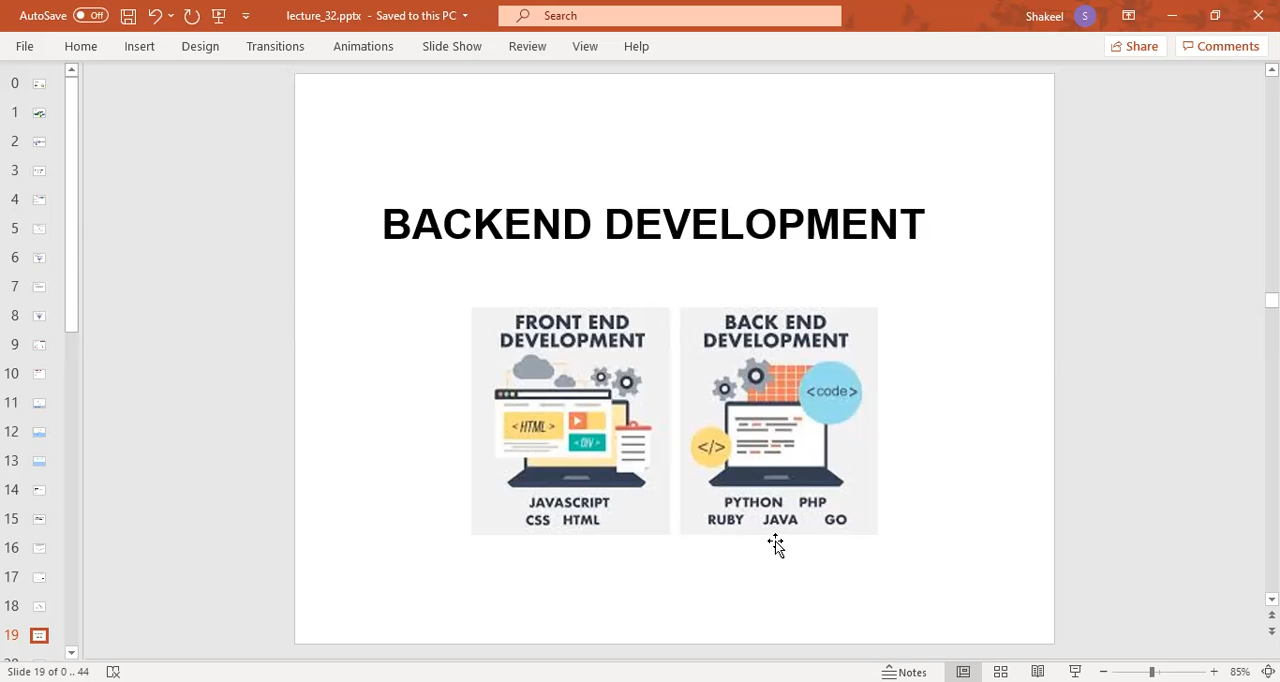 AutoSave Off lecture_32.pptx - Saved to this PC Search Shakeel S
File Home Insert Design Transitions Animations Slide Show Review View Help Share Comments
0
1
2
3
4
5
6
7
8
9
10
11
12
13
14
15
16
17
18
19
BACKEND DEVELOPMENT
FRONT END
DEVELOPMENT
<HTML>
<DIV>
JAVASCRIPT
CSS HTML
BACK END
DEVELOPMENT
<code>
</>
PYTHON PHP
RUBY JAVA GO
Slide 19 of 0 .. 44 Notes 85%